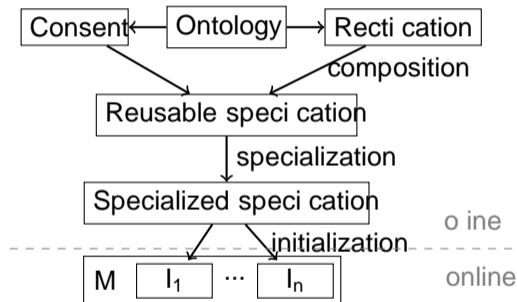 Consent Ontology Recti cation
composition
Reusable speci cation
specialization
Specialized speci cation
o ine
initialization
M I1 ... In online